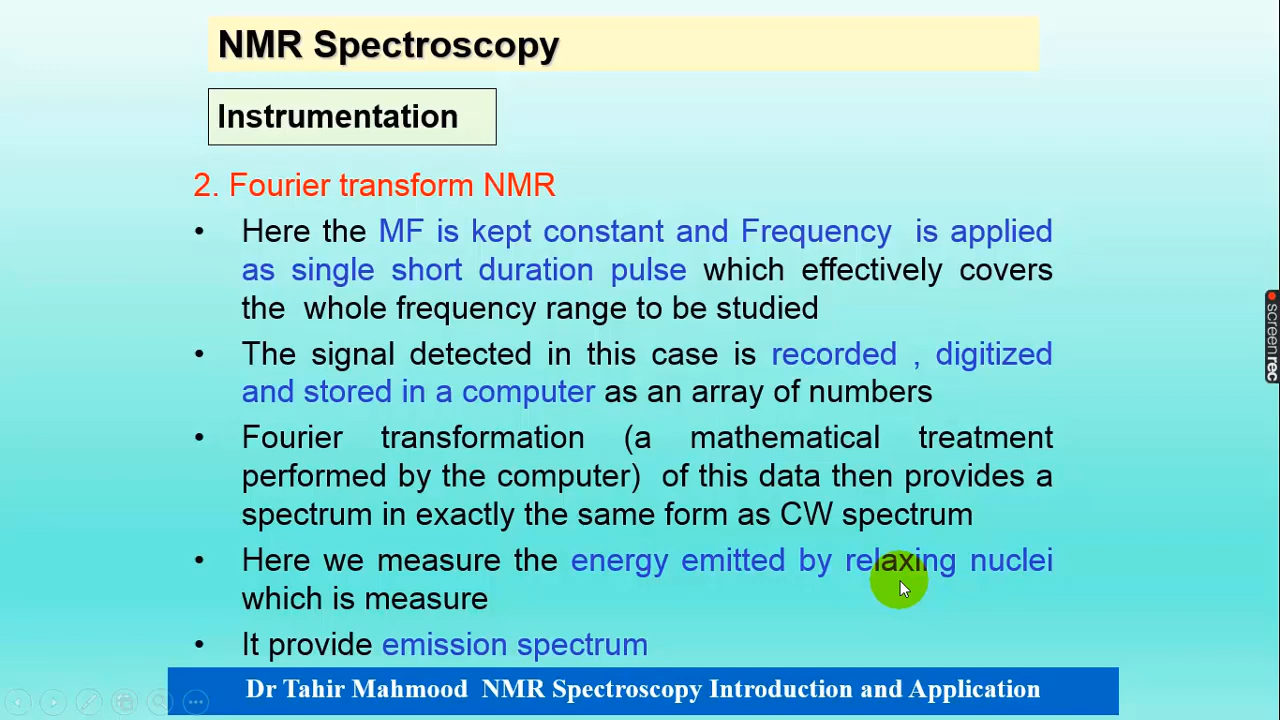 NMR Spectroscopy
Instrumentation
2. Fourier transform NMR
• Here the MF is kept constant and Frequency is applied
as single short duration pulse which effectively covers
the whole frequency range to be studied
• The signal detected in this case is recorded , digitized
and stored in a computer as an array of numbers
• Fourier transformation (a mathematical treatment
performed by the computer) of this data then provides a
spectrum in exactly the same form as CW spectrum
• Here we measure the energy emitted by relaxing nuclei
which is measure
• It provide emission spectrum
Dr Tahir Mahmood NMR Spectroscopy Introduction and Application
screenrec